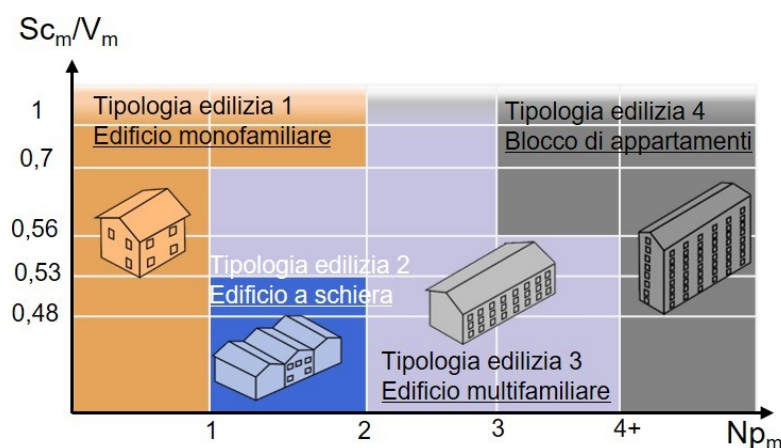 Sc_m/V_m
1
0,7
0,56
0,53
0,48
Tipologia edilizia 1
Edificio monofamiliare
Tipologia edilizia 4
Blocco di appartamenti
Tipologia edilizia 2
Edificio a schiera
Tipologia edilizia 3
Edificio multifamiliare
1
2
3
4+
Np_m